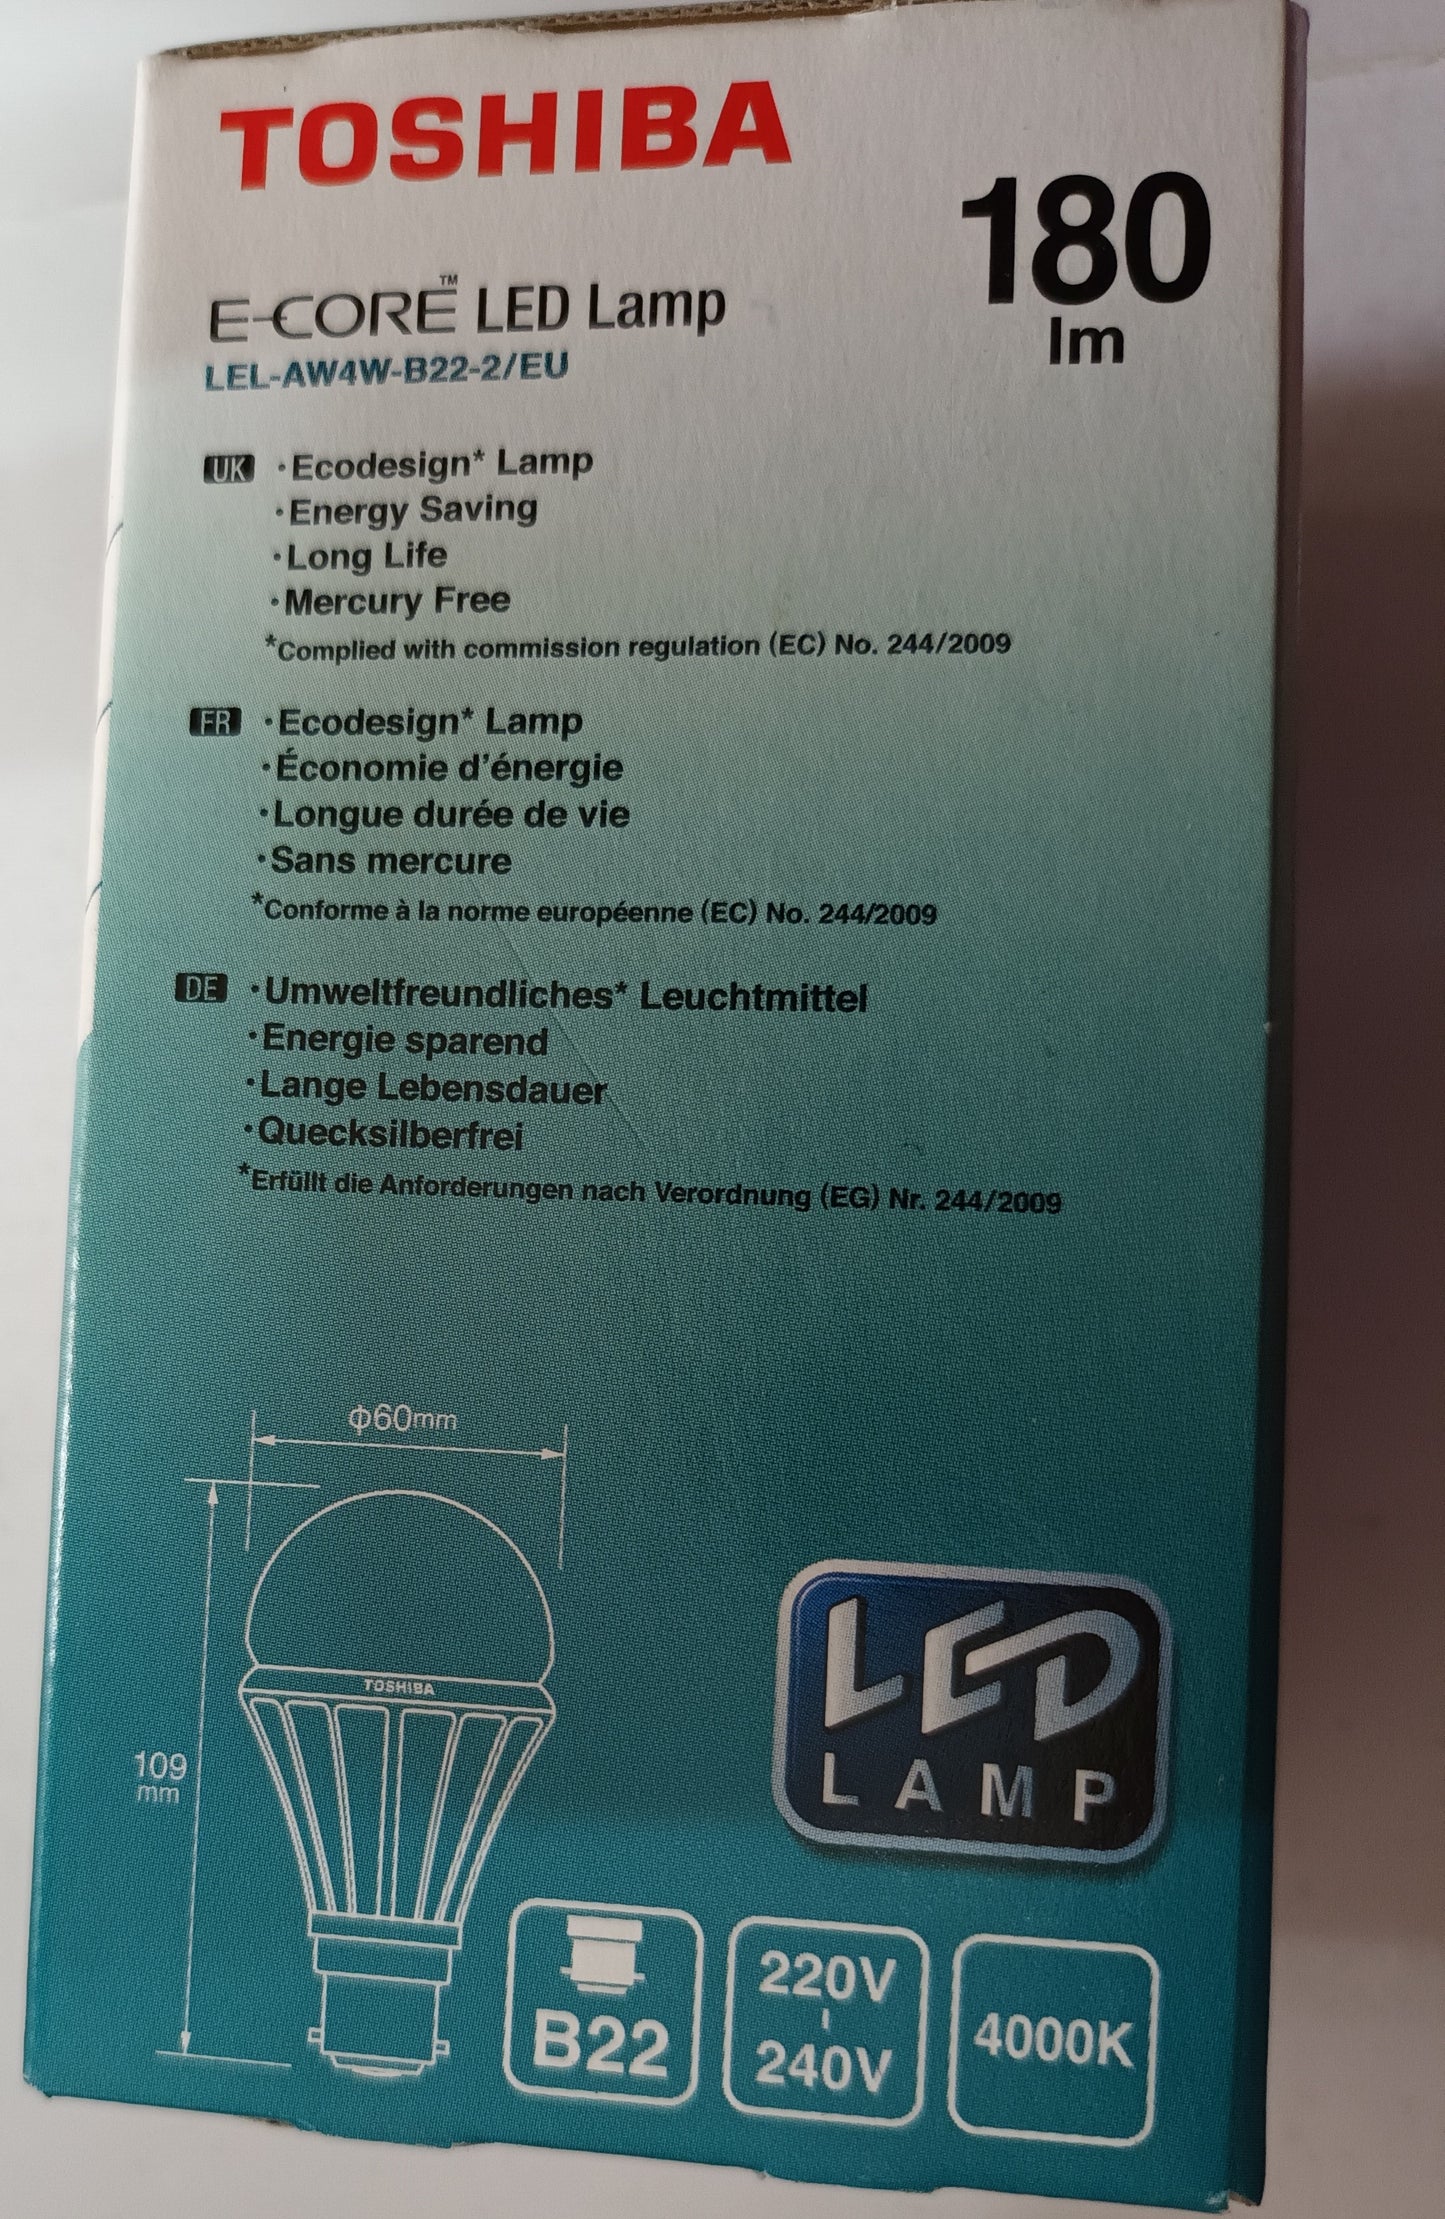 TOSHIBA
180
lm
E-CORE™ LED Lamp
LEL-AW4W-B22-2/EU
UK ·Ecodesign* Lamp
·Energy Saving
·Long Life
·Mercury Free
*Complied with commission regulation (EC) No. 244/2009
FR ·Ecodesign* Lamp
·Économie d'énergie
·Longue durée de vie
·Sans mercure
*Conforme à la norme européenne (EC) No. 244/2009
DE ·Umweltfreundliches* Leuchtmittel
·Energie sparend
·Lange Lebensdauer
·Quecksilberfrei
*Erfüllt die Anforderungen nach Verordnung (EG) Nr. 244/2009
Φ60mm
TOSHIBA
109
mm
LED
LAMP
B22
220V
-
240V
4000K